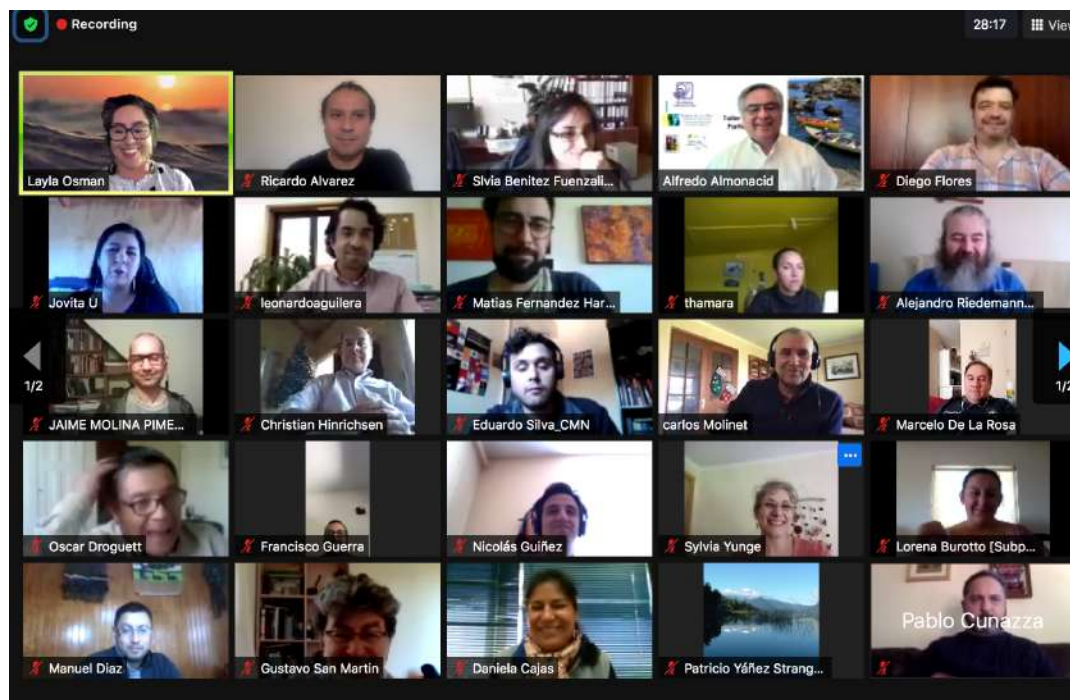 Recording
28:17
View
Layla Osman
Ricardo Alvarez
Slvia Benitez Fuenzali...
Alfredo Almonacid
Diego Flores
Jovita U
leonardoaguilera
Matias Fernandez Har...
thamara
Alejandro Riedemann...
1/2
JAIME MOLINA PIME...
Christian Hinrichsen
Eduardo Silva_CMN
carlos Molinet
Marcelo De La Rosa
1/2
Oscar Droguett
Francisco Guerra
Nicolás Guiñez
Sylvia Yunge
Lorena Burotto [Subp...
Manuel Diaz
Gustavo San Martin
Daniela Cajas
Patricio Yáñez Strang...
Pablo Cunazza